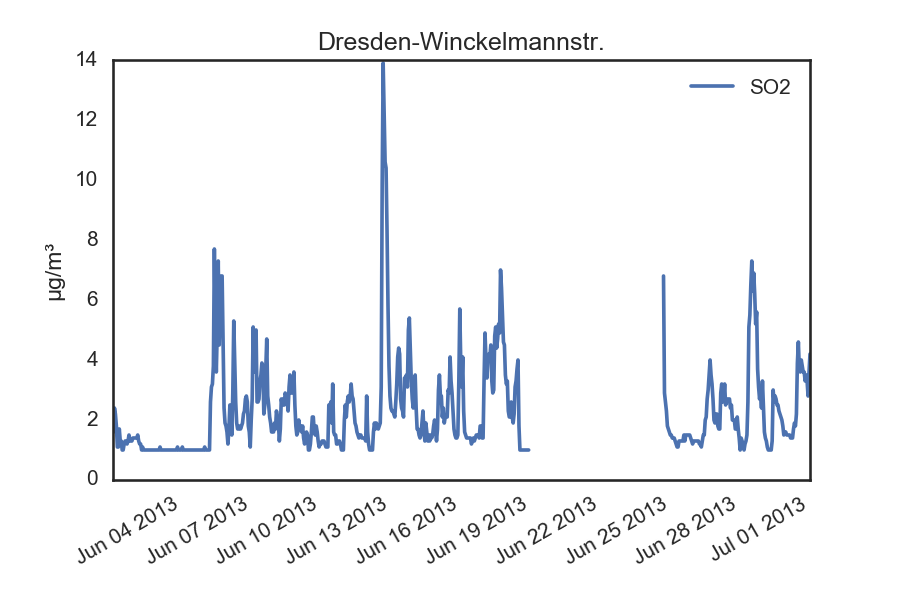 Dresden-Winckelmannstr.
14
12
10
8
6
4
2
0
µg/m³
SO2
Jun 04 2013
Jun 07 2013
Jun 10 2013
Jun 13 2013
Jun 16 2013
Jun 19 2013
Jun 22 2013
Jun 25 2013
Jun 28 2013
Jul 01 2013